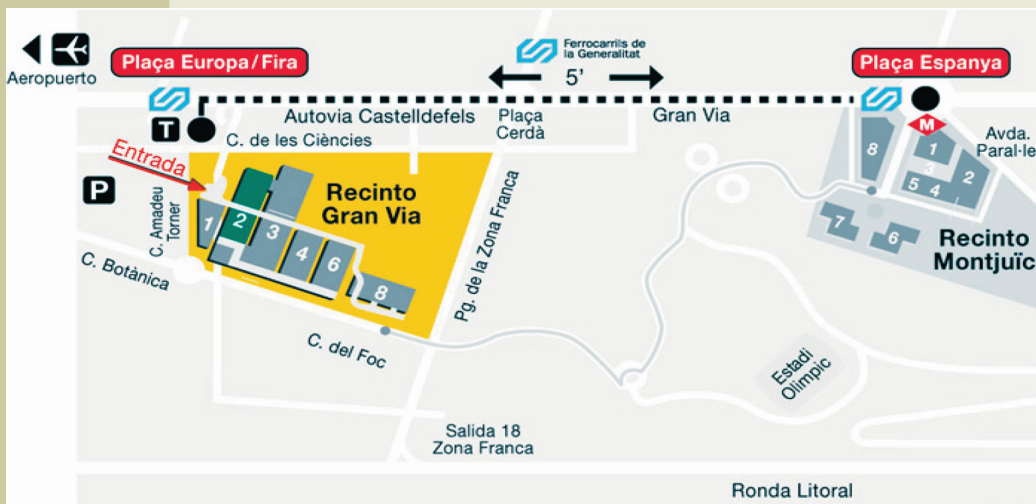 Aeropuerto
Plaça Europa/Fira
Ferrocarrils de
la Generalitat
5’
Plaça Espanya
T
Autovia Castelldefels
Plaça
Cerdà
Gran Via
M
Avda.
C. de les Ciències
Entrada
P
C. Amadeu
Torner
1
2
3
4
6
8
Recinto
Gran Via
Pg. de la Zona Franca
C. Botànica
C. del Foc
8
1
3
2
5
4
7
6
Recinto
Montjuïc
Estadi
Olímpic
Salida 18
Zona Franca
Ronda Litoral